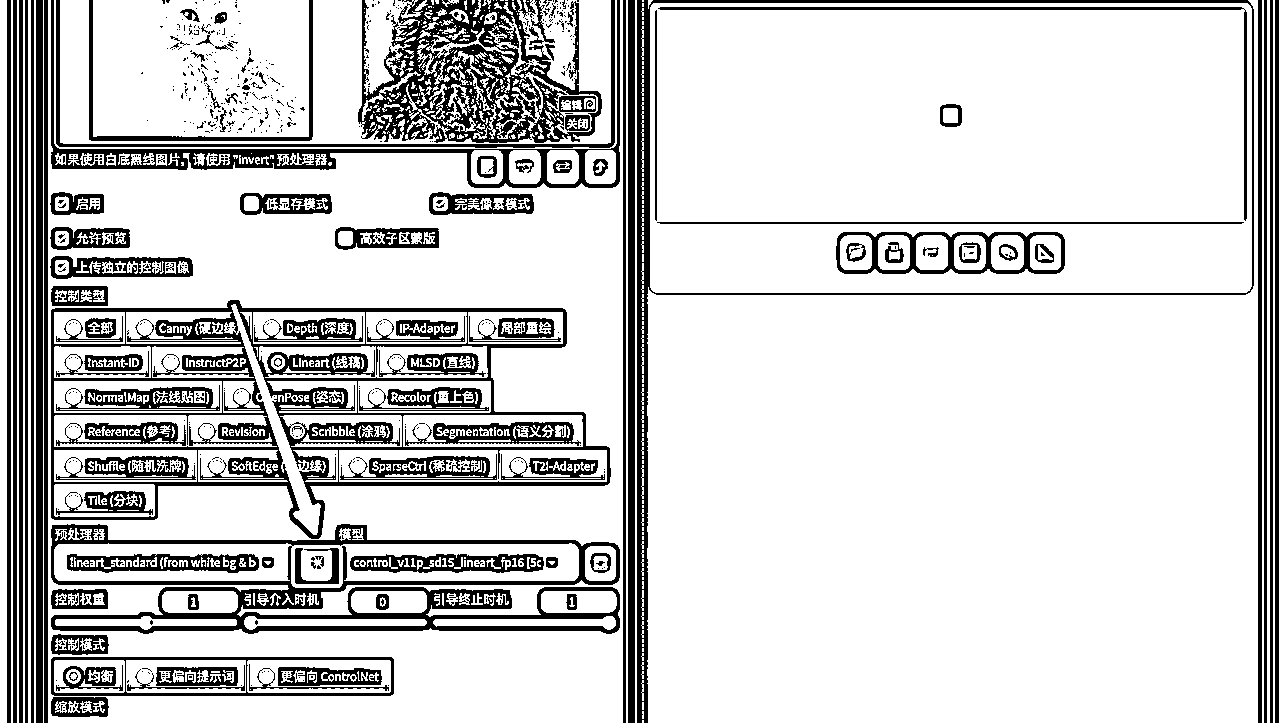 编辑
关闭
如果使用白底黑线图片，请使用 "invert" 预处理器。
启用 低显存模式 完美像素模式
允许预览 高效子区蒙版
上传独立的控制图像
控制类型
全部 Canny (硬边缘) Depth (深度) IP-Adapter 局部重绘
Instant-ID InstructP2P Lineart (线稿) MLSD (直线)
NormalMap (法线贴图) OpenPose (姿态) Recolor (重上色)
Reference (参考) Revision Scribble (涂鸦) Segmentation (语义分割)
Shuffle (随机洗牌) SoftEdge (软边缘) SparseCtrl (稀疏控制) T2I-Adapter
Tile (分块)
预处理器 模型
lineart_standard (from white bg & b control_v11p_sd15_lineart_fp16 [5c
控制权重 1 引导介入时机 0 引导终止时机 1
控制模式
均衡 更偏向提示词 更偏向 ControlNet
缩放模式